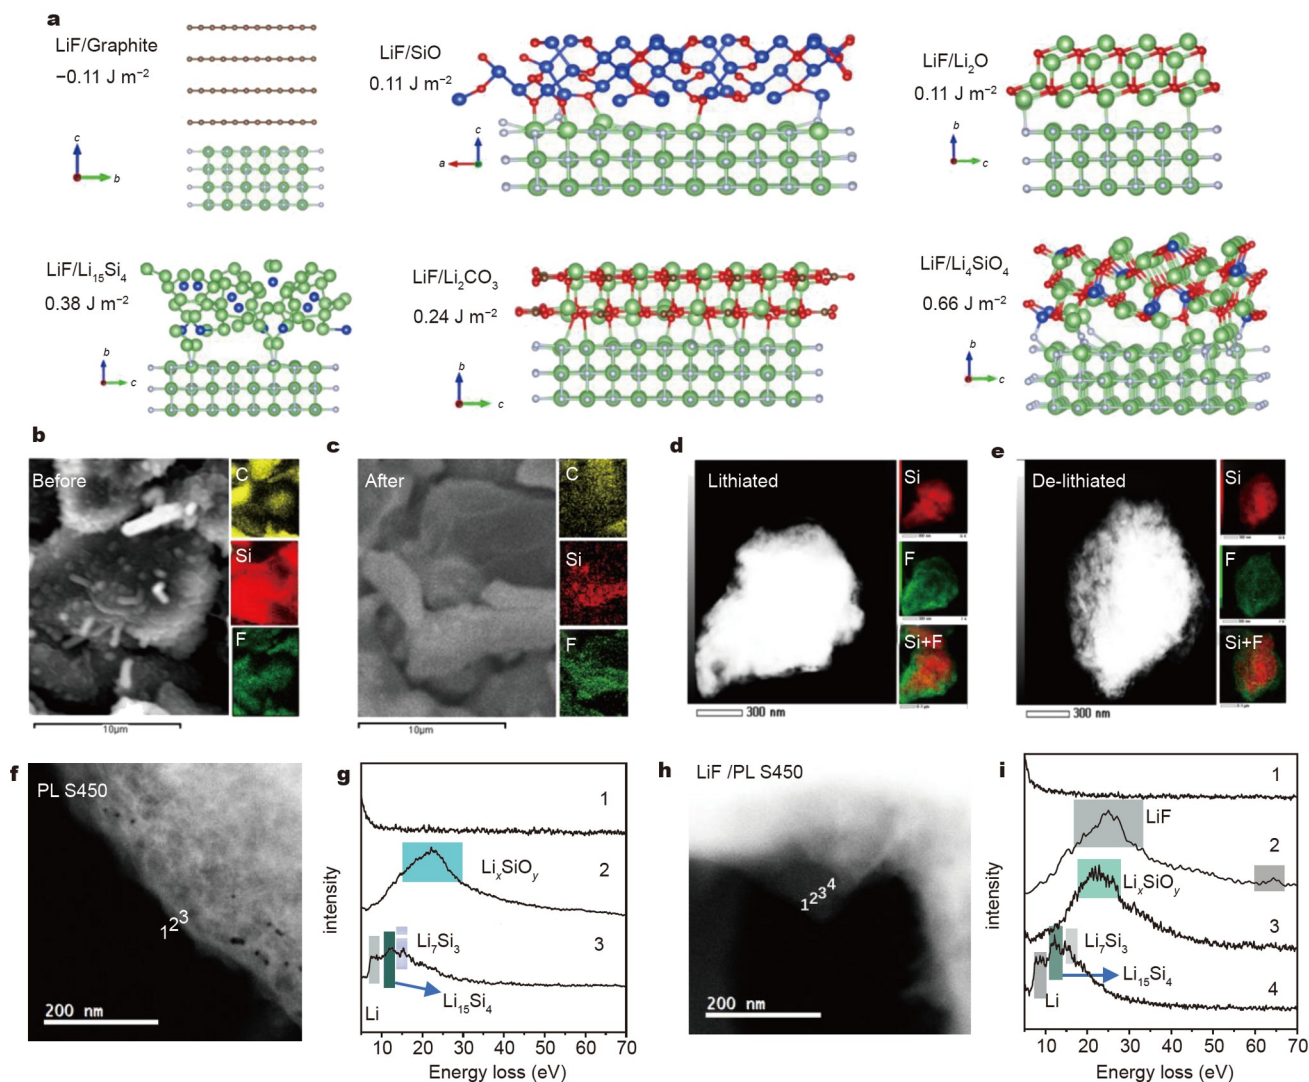 a
LiF/Graphite
−0.11 J m⁻²
c
b
LiF/SiO
0.11 J m⁻²
c
a
LiF/Li₂O
0.11 J m⁻²
b
c
LiF/Li₁₅Si₄
0.38 J m⁻²
b
c
LiF/Li₂CO₃
0.24 J m⁻²
b
c
LiF/Li₄SiO₄
0.66 J m⁻²
b
c
b
Before
C
Si
F
10μm
c
After
C
Si
F
10μm
d
Lithiated
Si
F
Si+F
300 nm
e
De-lithiated
Si
F
Si+F
300 nm
f
PL S450
1 2 3
200 nm
g
intensity
1
2
LiₓSiOᵧ
3
Li₇Si₃
Li₁₅Si₄
Li
10 20 30 40 50 60 70
Energy loss (eV)
h
LiF /PL S450
1 2 3 4
200 nm
i
intensity
1
LiF
2
LiₓSiOᵧ
3
Li₇Si₃
Li₁₅Si₄
Li
4
10 20 30 40 50 60 70
Energy loss (eV)